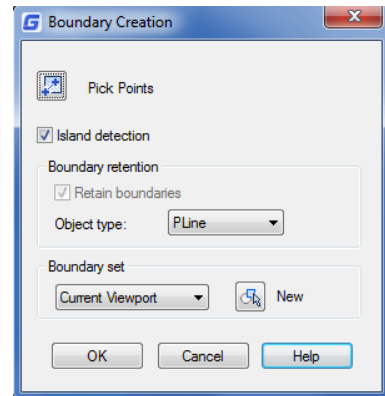 Boundary Creation
Pick Points
Island detection
Boundary retention
Retain boundaries
Object type: PLine
Boundary set
Current Viewport New
OK Cancel Help